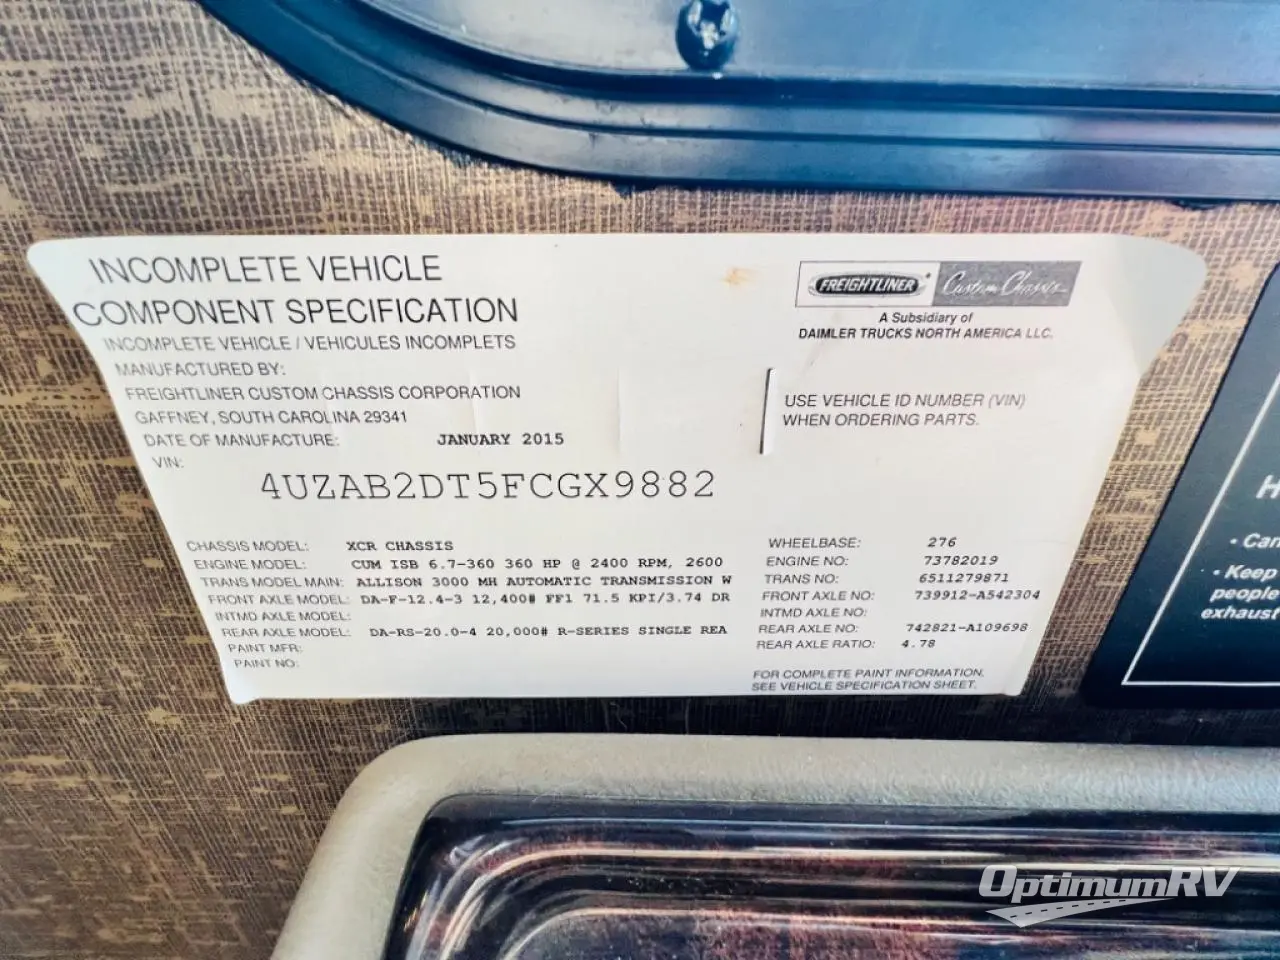 INCOMPLETE VEHICLE
COMPONENT SPECIFICATION
INCOMPLETE VEHICLE / VEHICULES INCOMPLETS
MANUFACTURED BY:
FREIGHTLINER CUSTOM CHASSIS CORPORATION
GAFFNEY, SOUTH CAROLINA 29341
DATE OF MANUFACTURE: JANUARY 2015
VIN:
4UZAB2DT5FCGX9882
FREIGHTLINER Custom Chassis
A Subsidiary of
DAIMLER TRUCKS NORTH AMERICA LLC.
USE VEHICLE ID NUMBER (VIN)
WHEN ORDERING PARTS.
CHASSIS MODEL: XCR CHASSIS
ENGINE MODEL: CUM ISB 6.7-360 360 HP @ 2400 RPM, 2600
TRANS MODEL MAIN: ALLISON 3000 MH AUTOMATIC TRANSMISSION W
FRONT AXLE MODEL: DA-F-12.4-3 12,400# FF1 71.5 KPI/3.74 DR
INTMD AXLE MODEL:
REAR AXLE MODEL: DA-RS-20.0-4 20,000# R-SERIES SINGLE REA
PAINT MFR:
PAINT NO:
WHEELBASE: 276
ENGINE NO: 73782019
TRANS NO: 6511279871
FRONT AXLE NO: 739912-A542304
INTMD AXLE NO:
REAR AXLE NO: 742821-A109698
REAR AXLE RATIO: 4.78
FOR COMPLETE PAINT INFORMATION,
SEE VEHICLE SPECIFICATION SHEET.
• Keep
people
exhaust
OptimumRV